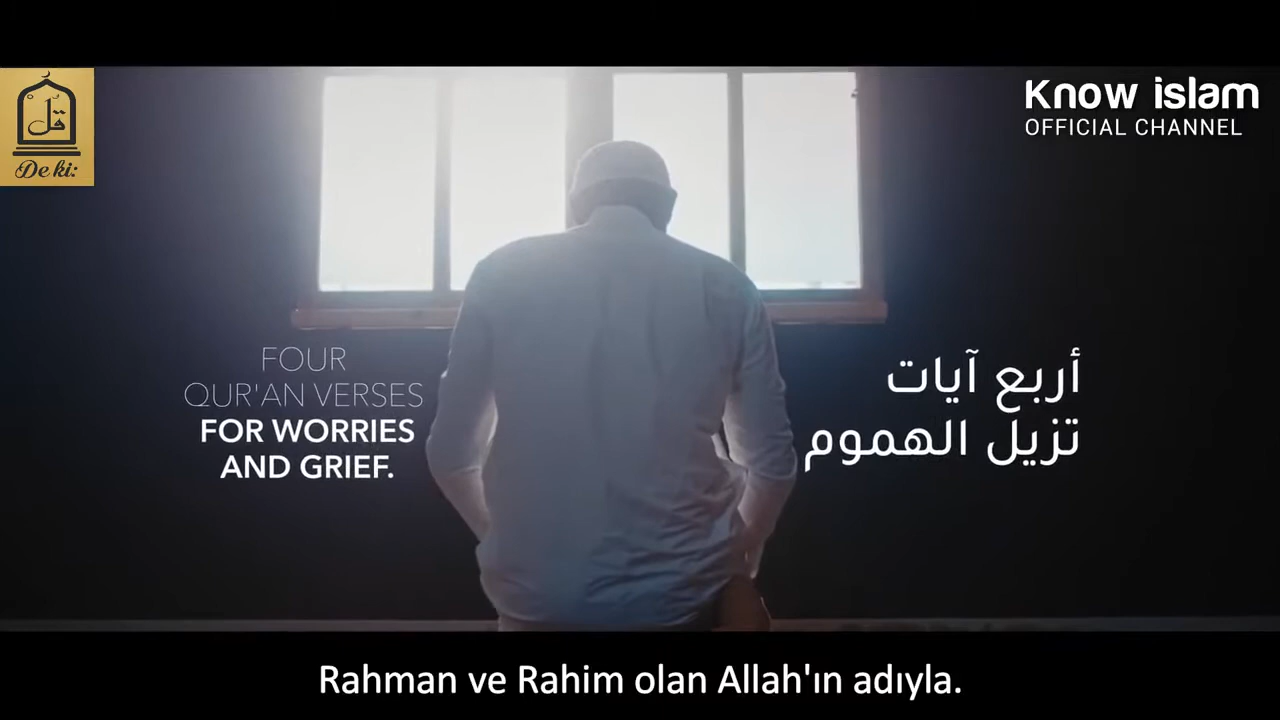 قل
De ki:
Know islam
OFFICIAL CHANNEL
FOUR
QUR'AN VERSES
FOR WORRIES
AND GRIEF.
أربع آيات
تزيل الهموم
Rahman ve Rahim olan Allah'ın adıyla.